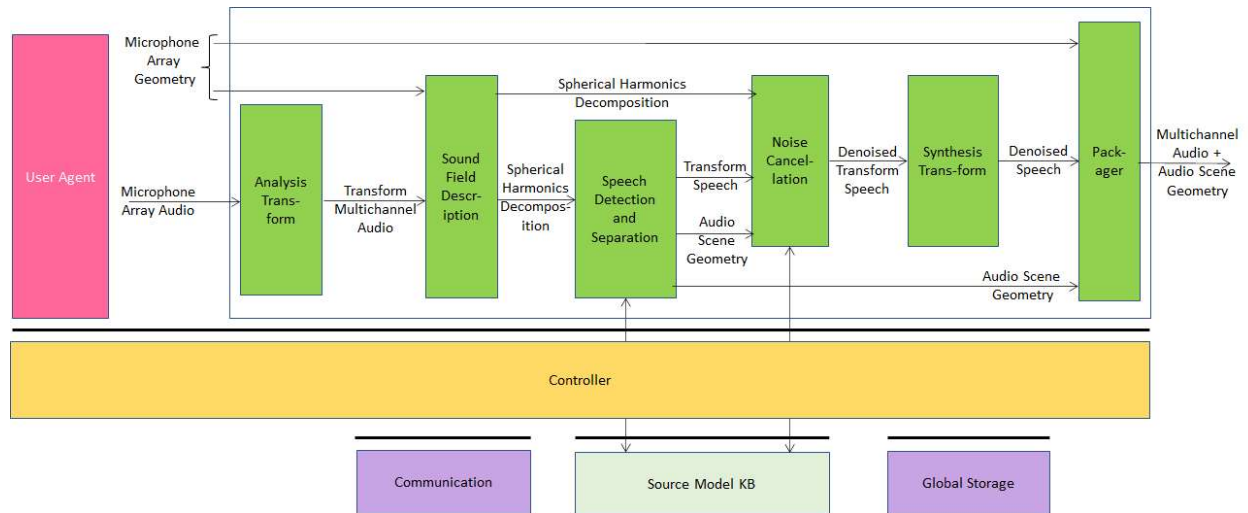 Microphone
Array
Geometry
User Agent
Microphone
Array Audio
Analysis
Trans-
form
Transform
Multichannel
Audio
Sound
Field
Descr-
iption
Spherical Harmonics
Decomposition
Spherical
Harmonics
Decompos-
ition
Speech
Detection
and
Separation
Transform
Speech
Audio
Scene
Geometry
Noise
Cancel-
lation
Denoised
Transform
Speech
Synthesis
Trans-form
Denoised
Speech
Audio Scene
Geometry
Pack-
ager
Multichannel
Audio +
Audio Scene
Geometry
Controller
Communication
Source Model KB
Global Storage